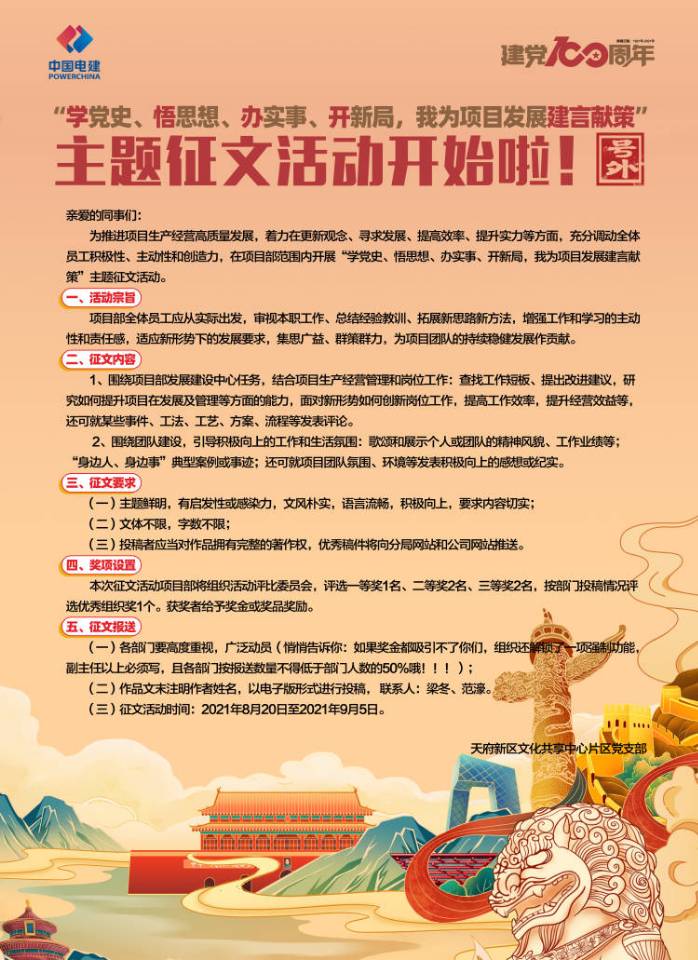 中国电建
POWERCHINA
建党100周年
“学党史、悟思想、办实事、开新局，我为项目发展建言献策”
主题征文活动开始啦！号外
亲爱的同事们：
为推进项目生产经营高质量发展，着力在更新观念、寻求发展、提高效率、提升实力等方面，充分调动全体
员工积极性、主动性和创造力，在项目部范围内开展“学党史、悟思想、办实事、开新局，我为项目发展建言献
策”主题征文活动。
一、活动宗旨
项目部全体员工应从实际出发，审视本职工作、总结经验教训、拓展新思路新方法，增强工作和学习的主动
性和责任感，适应新形势下的发展要求，集思广益、群策群力，为项目团队的持续稳健发展作贡献。
二、征文内容
1、围绕项目部发展建设中心任务，结合项目生产经营管理和岗位工作：查找工作短板、提出改进建议，研
究如何提升项目在发展及管理等方面的能力，面对新形势如何创新岗位工作，提高工作效率，提升经营效益等，
还可就某些事件、工法、工艺、方案、流程等发表评论。
2、围绕团队建设，引导积极向上的工作和生活氛围：歌颂和展示个人或团队的精神风貌、工作业绩等；
“身边人、身边事”典型案例或事迹；还可就项目团队氛围、环境等发表积极向上的感想或纪实。
三、征文要求
（一）主题鲜明，有启发性或感染力，文风朴实，语言流畅，积极向上，要求内容切实；
（二）文体不限，字数不限；
（三）投稿者应当对作品拥有完整的著作权，优秀稿件将向分局网站和公司网站推送。
四、奖项设置
本次征文活动项目部将组织活动评比委员会，评选一等奖1名、二等奖2名、三等奖2名，按部门投稿情况评
选优秀组织奖1个。获奖者给予奖金或奖品奖励。
五、征文报送
（一）各部门要高度重视，广泛动员（悄悄告诉你：如果奖金都吸引不了你们，组织还解锁了一项强制功能，
副主任以上必须写，且各部门按报送数量不得低于部门人数的50%哦！！！）；
（二）作品文末注明作者姓名，以电子版形式进行投稿，联系人：梁冬、范濠。
（三）征文活动时间：2021年8月20日至2021年9月5日。
天府新区文化共享中心片区党支部